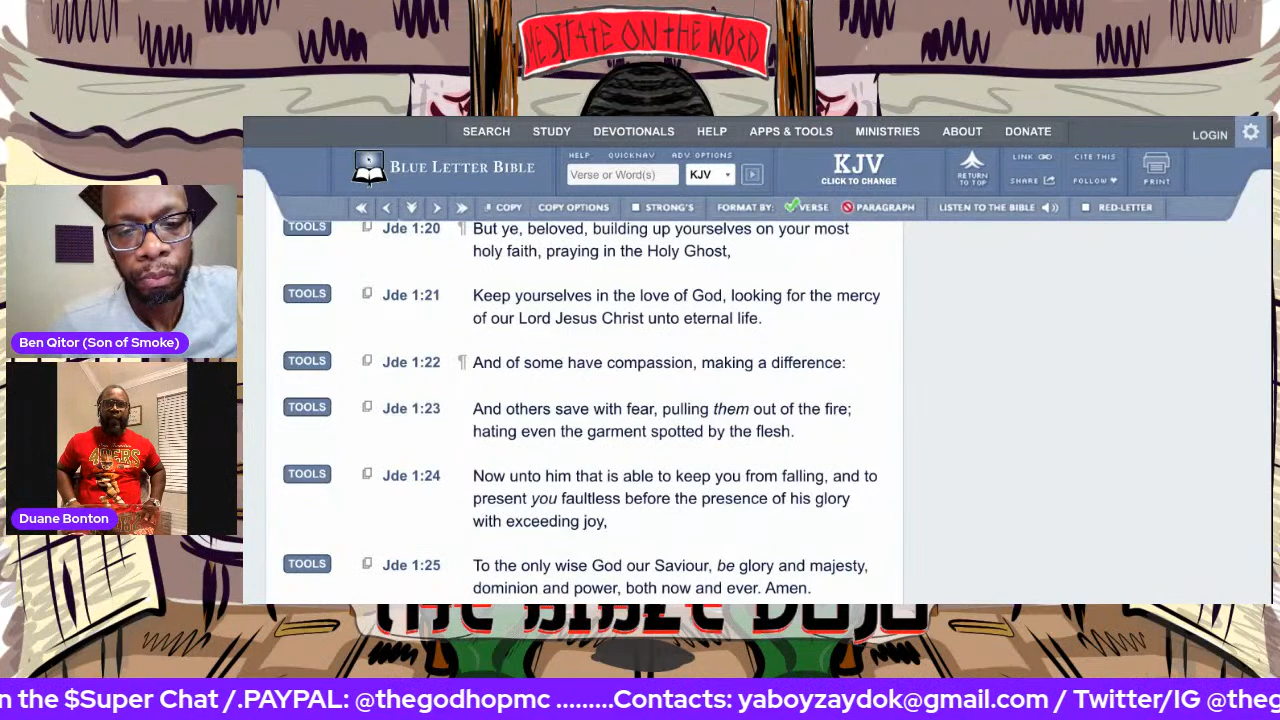 MEDITATE ON THE WORD
SEARCH STUDY DEVOTIONALS HELP APPS & TOOLS MINISTRIES ABOUT DONATE LOGIN
BLUE LETTER BIBLE
HELP QUICKNAV ADV OPTIONS
Verse or Word(s) KJV
KJV
CLICK TO CHANGE
RETURN
TO TOP
LINK CITE THIS
SHARE FOLLOW
PRINT
COPY COPY OPTIONS STRONG'S FORMAT BY: VERSE PARAGRAPH LISTEN TO THE BIBLE RED-LETTER
TOOLS Jde 1:20 ¶ But ye, beloved, building up yourselves on your most
holy faith, praying in the Holy Ghost,
TOOLS Jde 1:21 Keep yourselves in the love of God, looking for the mercy
of our Lord Jesus Christ unto eternal life.
TOOLS Jde 1:22 ¶ And of some have compassion, making a difference:
TOOLS Jde 1:23 And others save with fear, pulling them out of the fire;
hating even the garment spotted by the flesh.
TOOLS Jde 1:24 Now unto him that is able to keep you from falling, and to
present you faultless before the presence of his glory
with exceeding joy,
TOOLS Jde 1:25 To the only wise God our Saviour, be glory and majesty,
dominion and power, both now and ever. Amen.
Ben Qitor (Son of Smoke)
49ERS
Duane Bonton
THE BIBLE DOJO
n the $Super Chat /.PAYPAL: @thegodhopmc .........Contacts: yaboyzaydok@gmail.com / Twitter/IG @theg